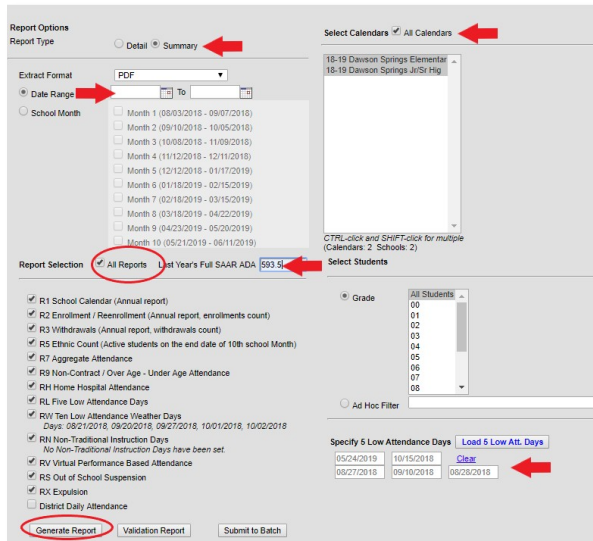 Report Options
Report Type
Detail Summary
Extract Format PDF
Date Range To
School Month
Month 1 (08/03/2018 - 09/07/2018)
Month 2 (09/10/2018 - 10/05/2018)
Month 3 (10/08/2018 - 11/09/2018)
Month 4 (11/12/2018 - 12/11/2018)
Month 5 (12/12/2018 - 01/17/2019)
Month 6 (01/18/2019 - 02/15/2019)
Month 7 (02/18/2019 - 03/15/2019)
Month 8 (03/18/2019 - 04/22/2019)
Month 9 (04/23/2019 - 05/20/2019)
Month 10 (05/21/2019 - 06/11/2019)
Report Selection All Reports Last Year's Full SAAR ADA 593.5
R1 School Calendar (Annual report)
R2 Enrollment / Reenrollment (Annual report, enrollments count)
R3 Withdrawals (Annual report, withdrawals count)
R5 Ethnic Count (Active students on the end date of 10th school Month)
R7 Aggregate Attendance
R9 Non-Contract / Over Age - Under Age Attendance
RH Home Hospital Attendance
RL Five Low Attendance Days
RW Ten Low Attendance Weather Days
Days: 08/21/2018, 09/20/2018, 09/27/2018, 10/01/2018, 10/02/2018
RN Non-Traditional Instruction Days
No Non-Traditional Instruction Days have been set.
RV Virtual Performance Based Attendance
RS Out of School Suspension
RX Expulsion
District Daily Attendance
Generate Report Validation Report Submit to Batch
Select Calendars All Calendars
18-19 Dawson Springs Elementar
18-19 Dawson Springs Jr/Sr Hig
CTRL-click and SHIFT-click for multiple
(Calendars: 2 Schools: 2)
Select Students
Grade
All Students
00
01
02
03
04
05
06
07
08
Ad Hoc Filter
Specify 5 Low Attendance Days Load 5 Low Att. Days
05/24/2019 10/15/2018 Clear
08/27/2018 09/10/2018 08/28/2018